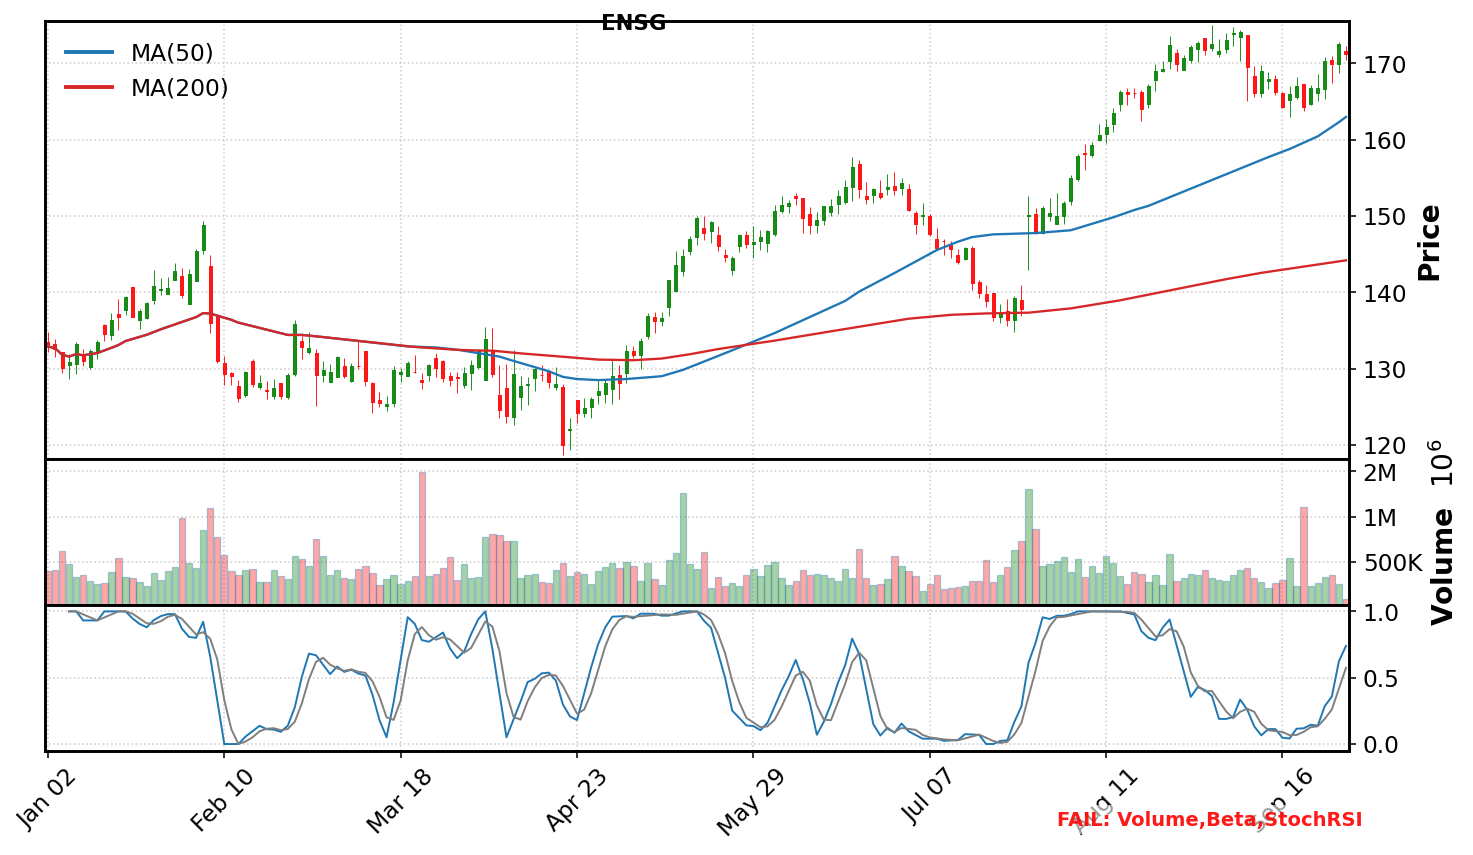 ENSG
MA(50)
MA(200)
170
160
150
140
130
120
Price
2M
1M
500K
Volume 10^6
1.0
0.5
0.0
Jan 02
Feb 10
Mar 18
Apr 23
May 29
Jul 07
Aug 11
Sep 16
FAIL: Volume,Beta,StochRSI